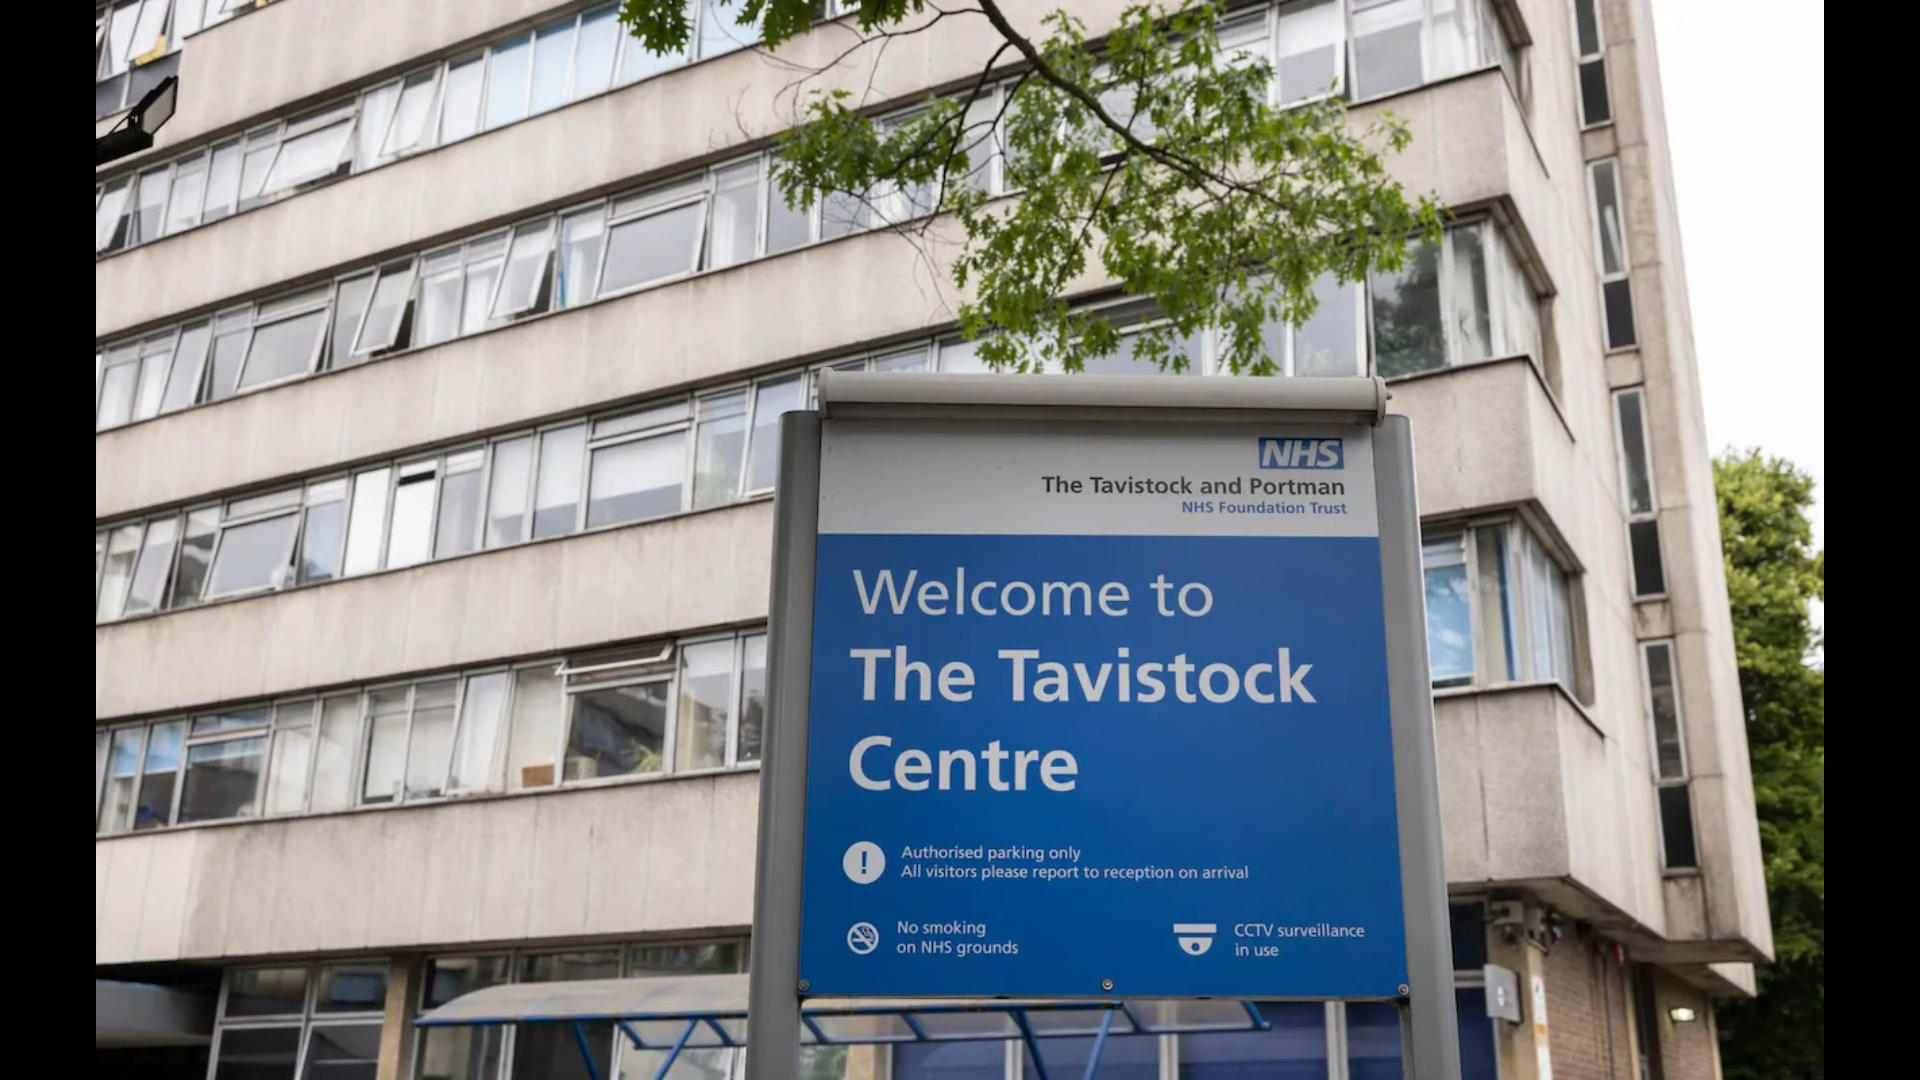 NHS
The Tavistock and Portman
NHS Foundation Trust
Welcome to
The Tavistock
Centre
!
Authorised parking only
All visitors please report to reception on arrival
No smoking
on NHS grounds
CCTV surveillance
in use